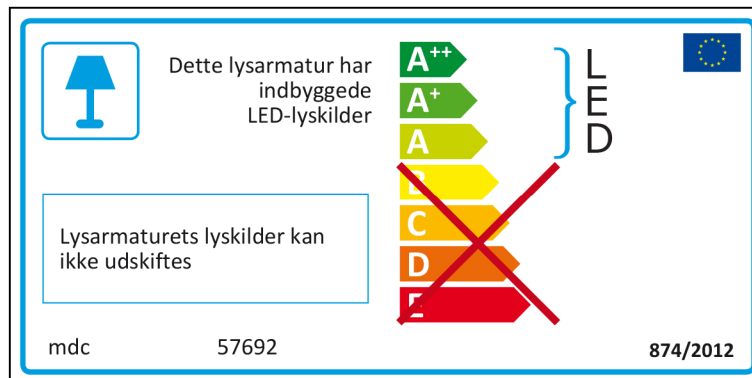 Dette lysarmatur har
indbyggede
LED-lyskilder
A++
A+
A
B
C
D
E
L
E
D
Lysarmaturets lyskilder kan
ikke udskiftes
mdc 57692
874/2012